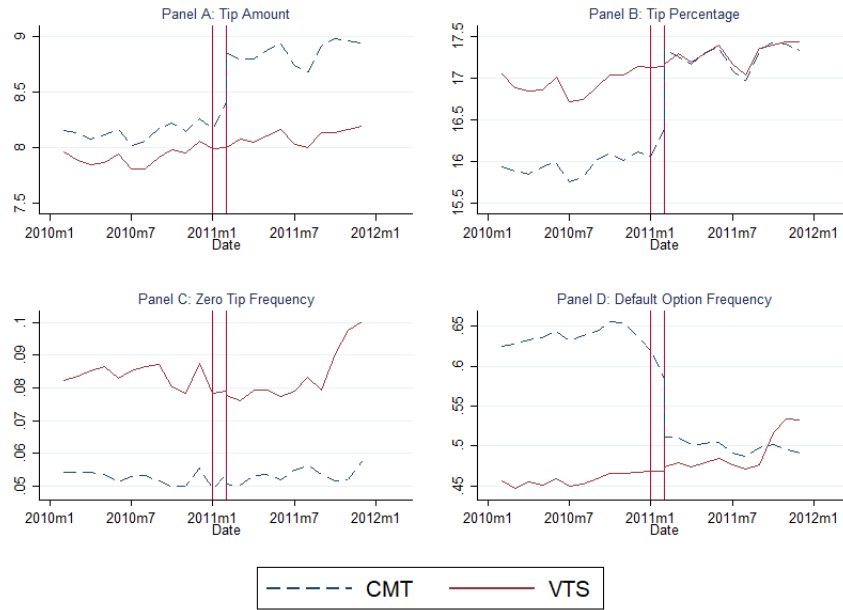 Panel A: Tip Amount
9
8.5
8
7.5
2010m1 2010m7 2011m1 2011m7 2012m1
Date
Panel B: Tip Percentage
17.5
17
16.5
16
15.5
2010m1 2010m7 2011m1 2011m7 2012m1
Date
Panel C: Zero Tip Frequency
.1
.09
.08
.07
.06
.05
2010m1 2010m7 2011m1 2011m7 2012m1
Date
Panel D: Default Option Frequency
.65
.6
.55
.5
.45
2010m1 2010m7 2011m1 2011m7 2012m1
Date
CMT VTS